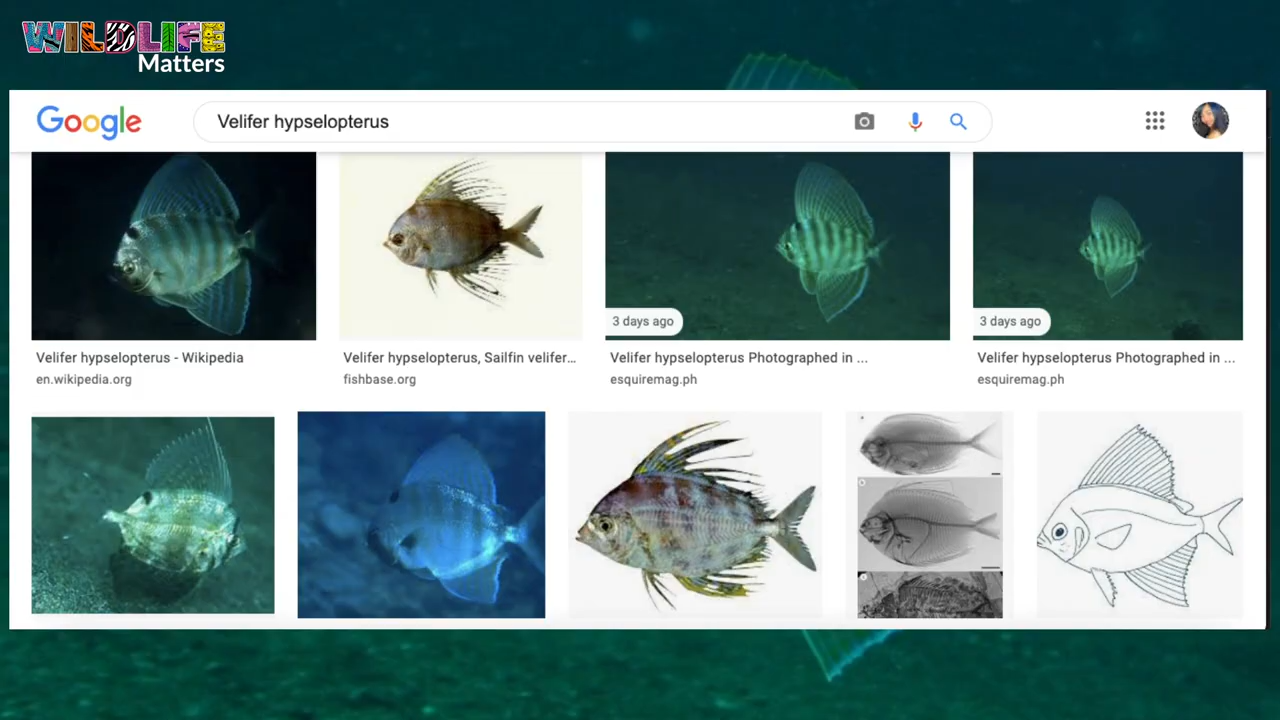 WILDLIFE
Matters
Google
Velifer hypselopterus
3 days ago
3 days ago
Velifer hypselopterus - Wikipedia
en.wikipedia.org
Velifer hypselopterus, Sailfin velifer...
fishbase.org
Velifer hypselopterus Photographed in ...
esquiremag.ph
Velifer hypselopterus Photographed in ...
esquiremag.ph